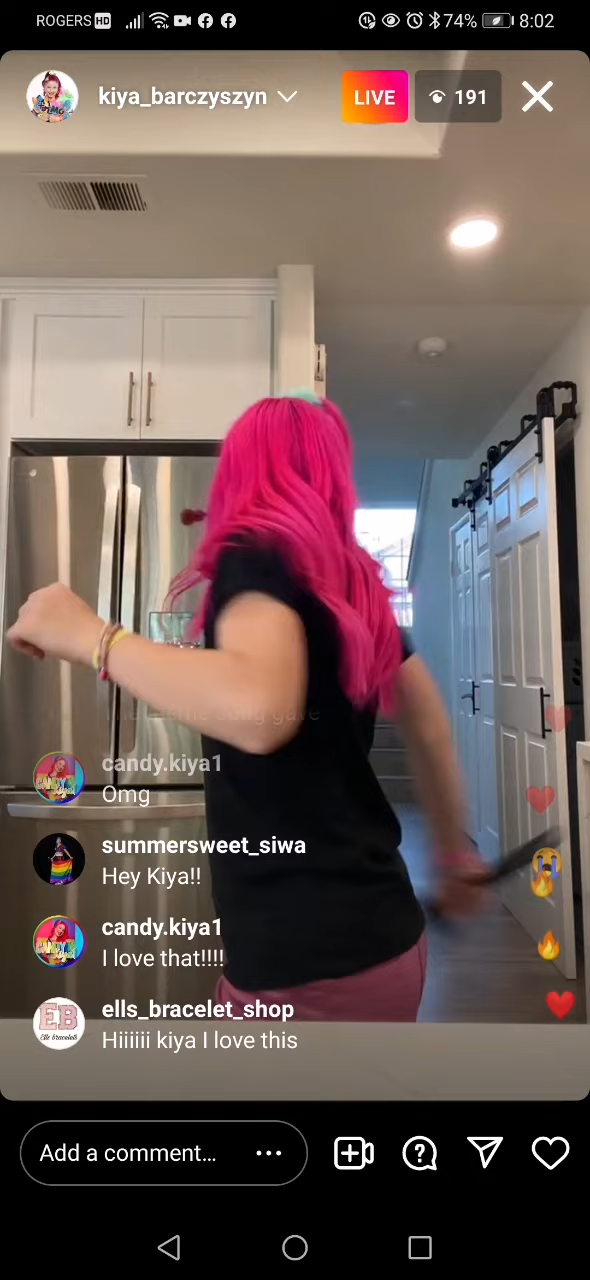 ROGERS HD
74% 8:02
kiya_barczyszyn
LIVE
191
candy.kiya1
Omg
summersweet_siwa
Hey Kiya!!
candy.kiya1
I love that!!!!
EB
ells_bracelet_shop
Hiiiiii kiya I love this
Add a comment...